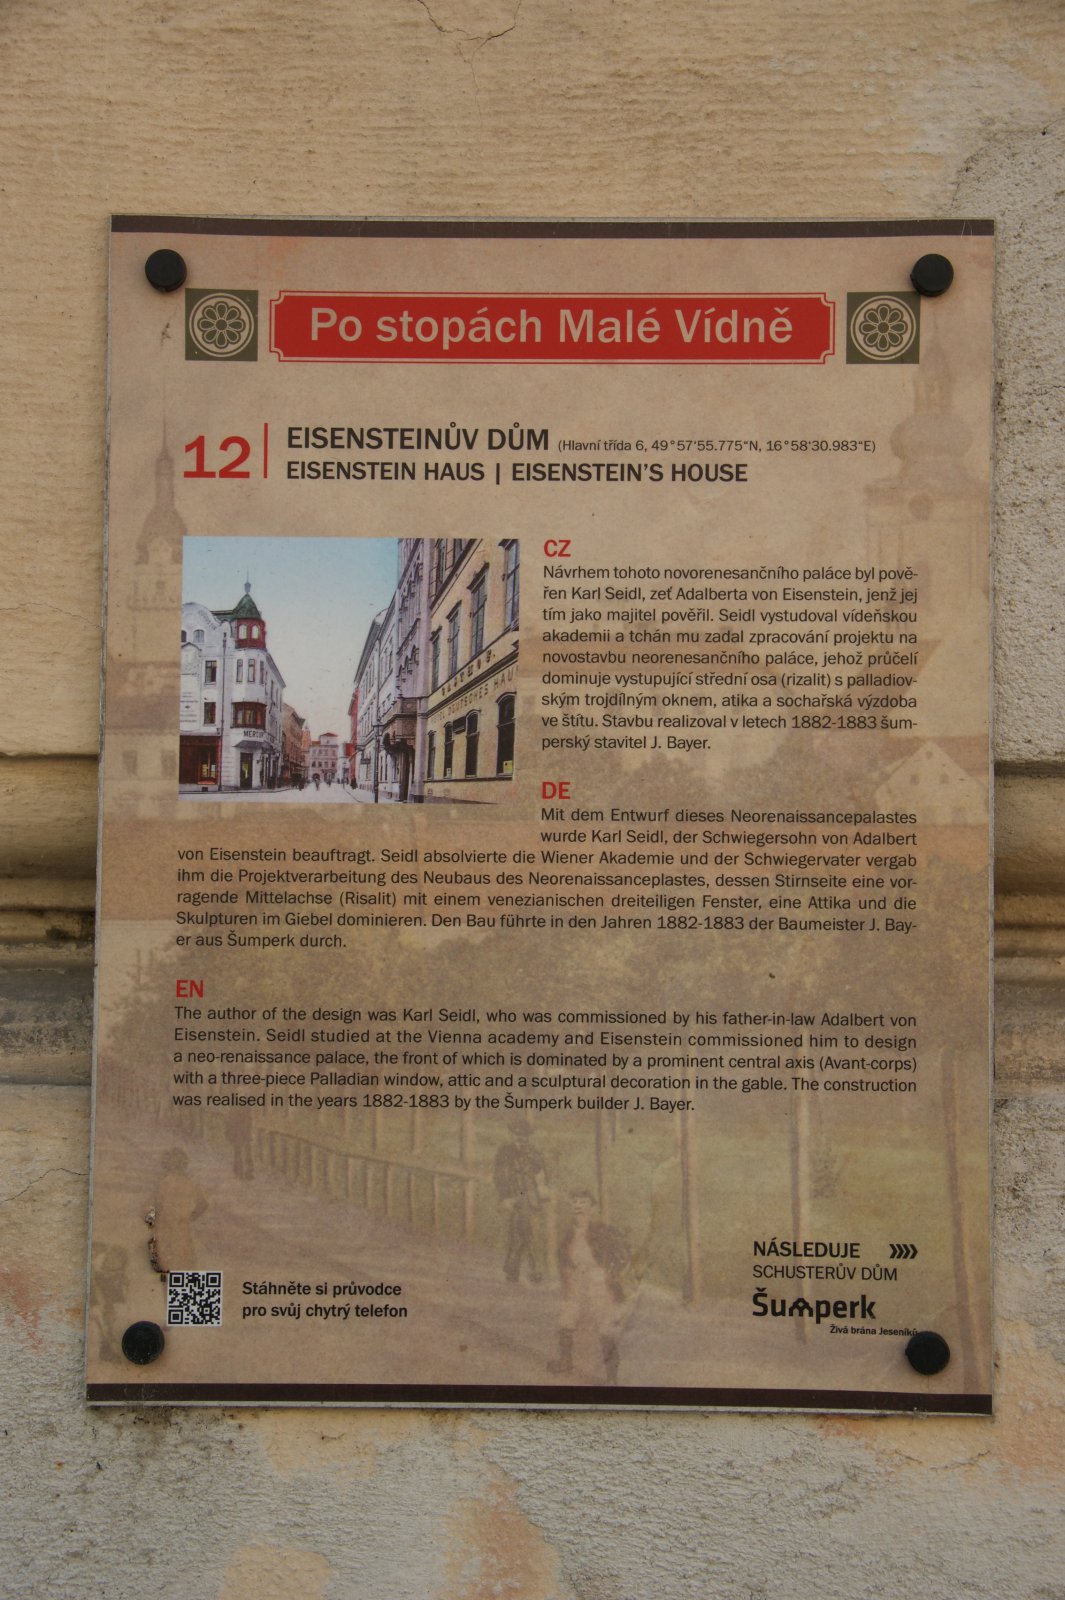 Po stopách Malé Vídně
12
EISENSTEINŮV DŮM (Hlavní třída 6, 49°57'55.775"N, 16°58'30.983"E)
EISENSTEIN HAUS | EISENSTEIN'S HOUSE
MERCUR
HOTEL DEUTSCHES HAUS
CZ
Návrhem tohoto novorenesančního paláce byl pově-
řen Karl Seidl, zeť Adalberta von Eisenstein, jenž jej
tím jako majitel pověřil. Seidl vystudoval vídeňskou
akademii a tchán mu zadal zpracování projektu na
novostavbu neorenesančního paláce, jehož průčelí
dominuje vystupující střední osa (rizalit) s palladiov-
ským trojdílným oknem, atika a sochařská výzdoba
ve štítu. Stavbu realizoval v letech 1882-1883 šum-
perský stavitel J. Bayer.
DE
Mit dem Entwurf dieses Neorenaissancepalastes
wurde Karl Seidl, der Schwiegersohn von Adalbert
von Eisenstein beauftragt. Seidl absolvierte die Wiener Akademie und der Schwiegervater vergab
ihm die Projektverarbeitung des Neubaus des Neorenaissanceplastes, dessen Stirnseite eine vor-
ragende Mittelachse (Risalit) mit einem venezianischen dreiteiligen Fenster, eine Attika und die
Skulpturen im Giebel dominieren. Den Bau führte in den Jahren 1882-1883 der Baumeister J. Bay-
er aus Šumperk durch.
EN
The author of the design was Karl Seidl, who was commissioned by his father-in-law Adalbert von
Eisenstein. Seidl studied at the Vienna academy and Eisenstein commissioned him to design
a neo-renaissance palace, the front of which is dominated by a prominent central axis (Avant-corps)
with a three-piece Palladian window, attic and a sculptural decoration in the gable. The construction
was realised in the years 1882-1883 by the Šumperk builder J. Bayer.
Stáhněte si průvodce
pro svůj chytrý telefon
NÁSLEDUJE
SCHUSTERŮV DŮM
Šumperk
Živá brána Jeseníků